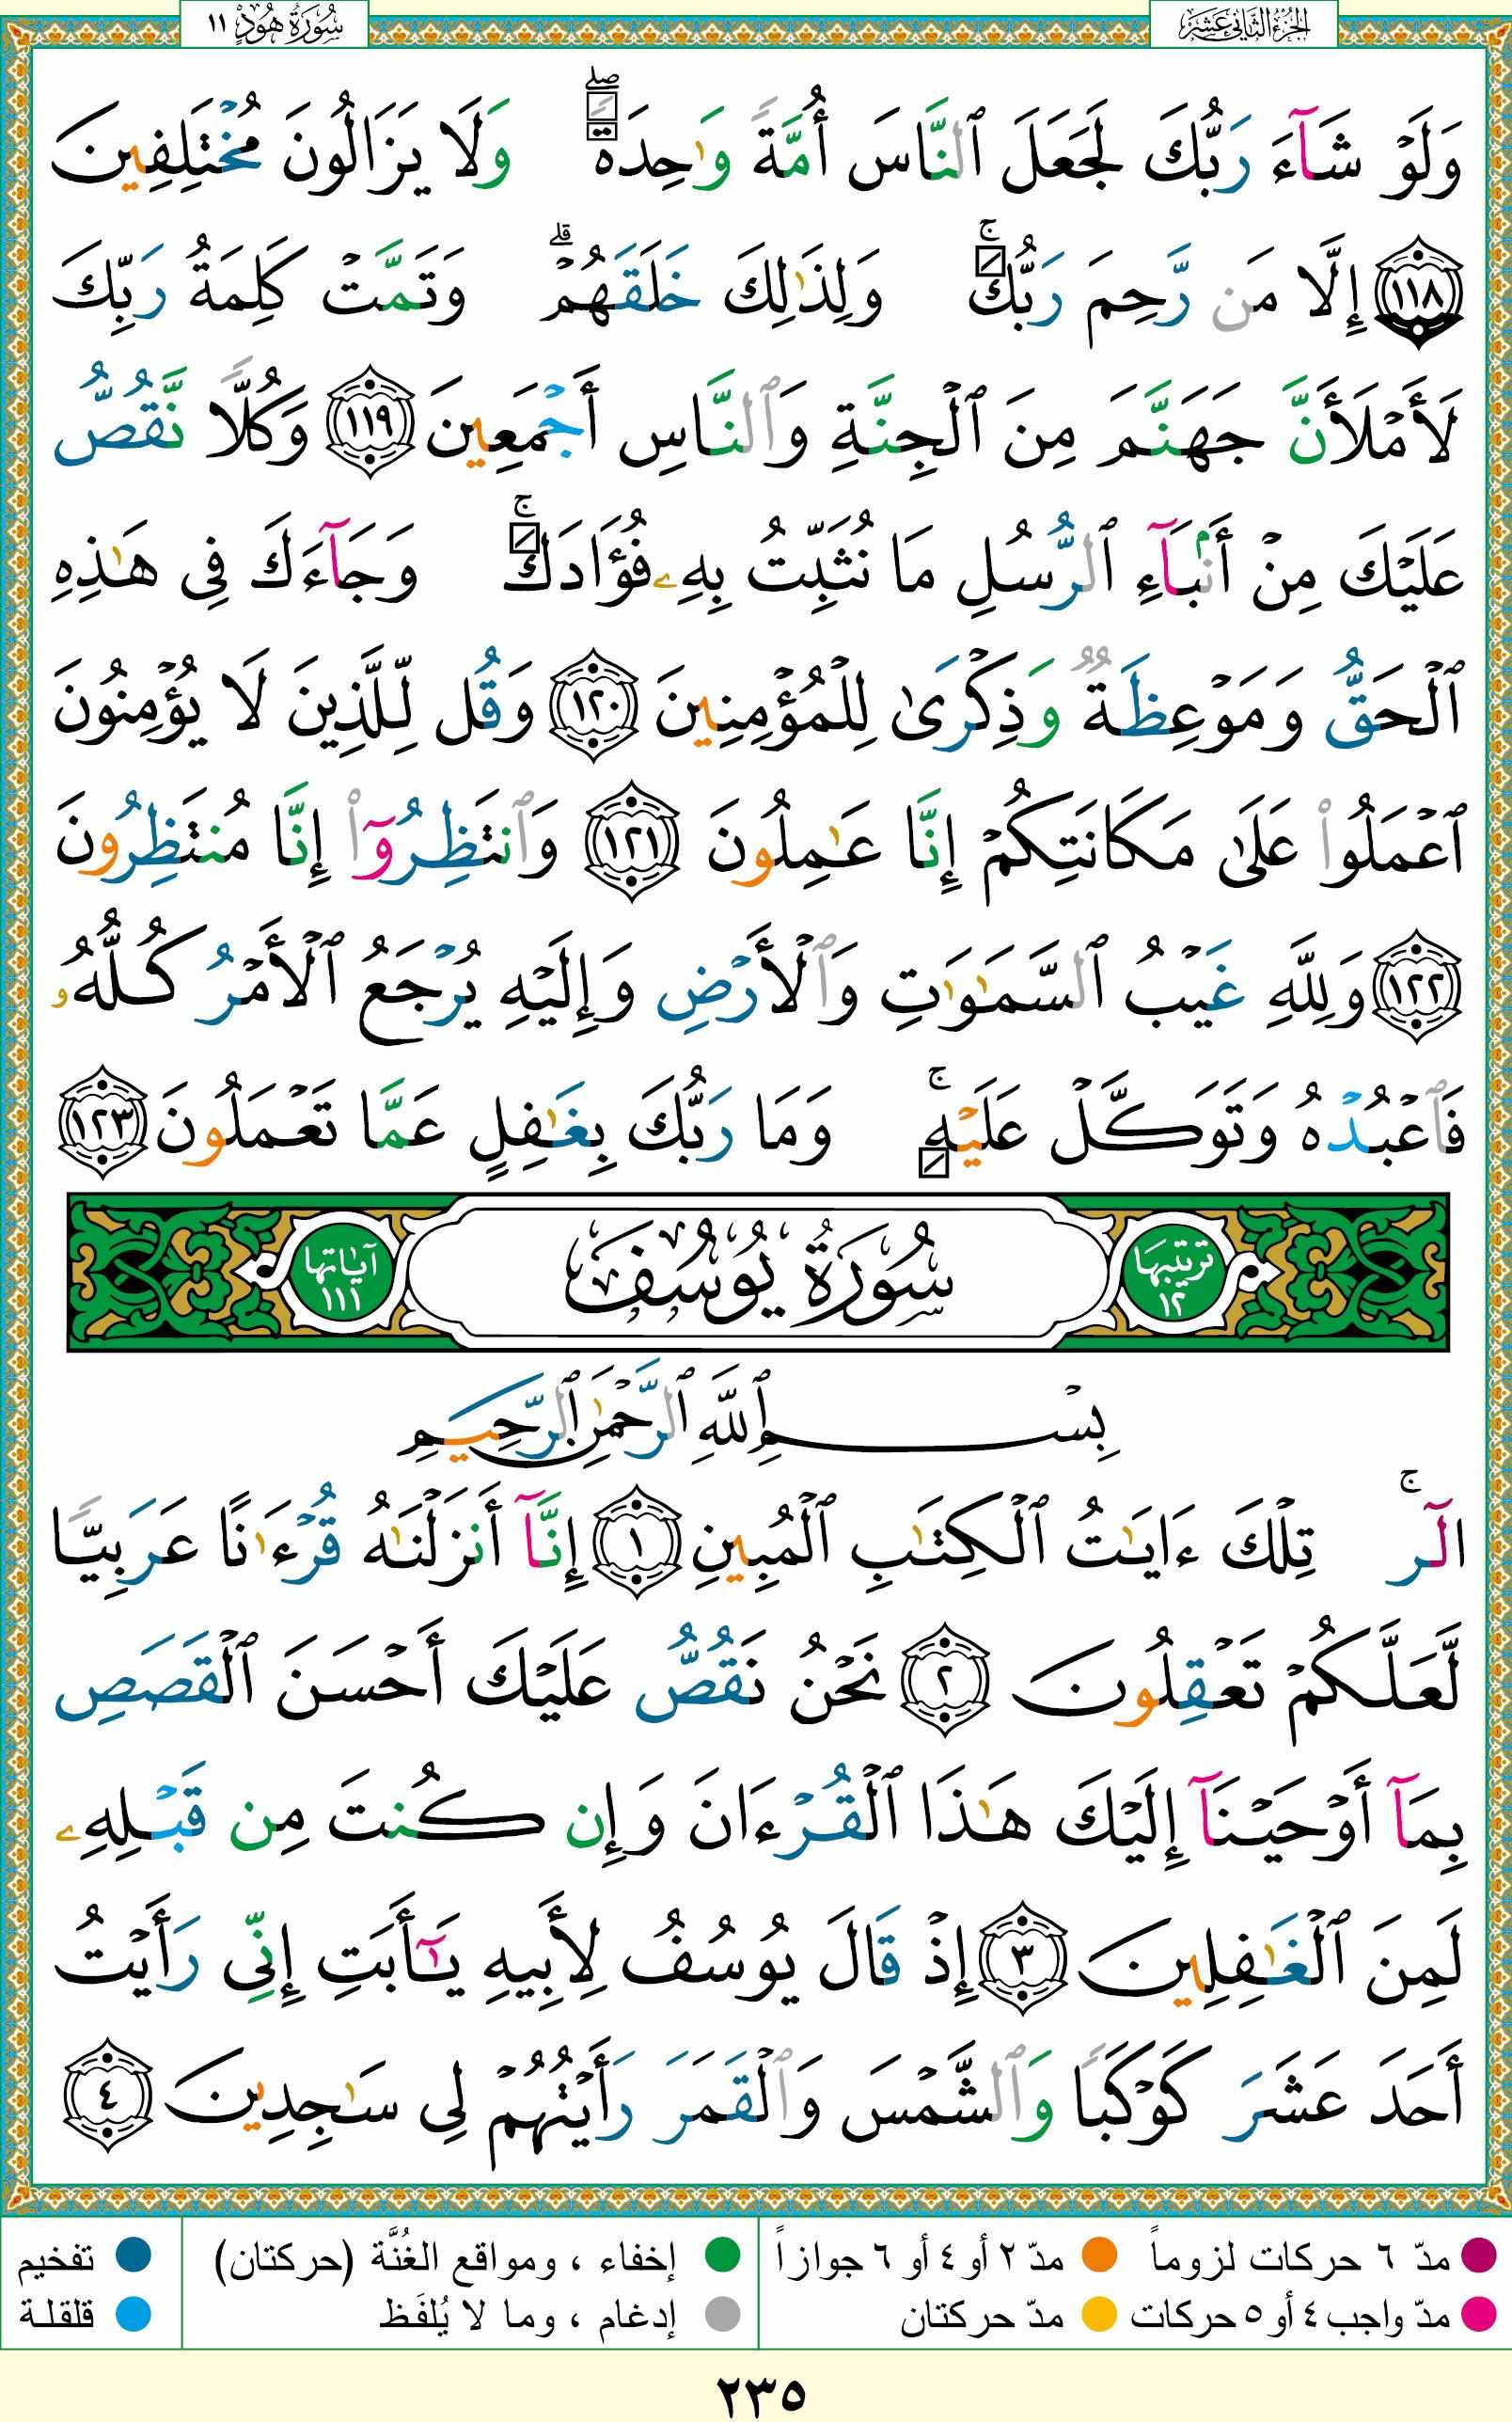 الجزء الثاني عشر
سُورَةُ هُودٍ ١١
وَلَوْ شَآءَ رَبُّكَ لَجَعَلَ ٱلنَّاسَ أُمَّةً وَٰحِدَةً ۖ وَلَا يَزَالُونَ مُخْتَلِفِينَ
١١٨ إِلَّا مَن رَّحِمَ رَبُّكَ ۚ وَلِذَٰلِكَ خَلَقَهُمْ ۗ وَتَمَّتْ كَلِمَةُ رَبِّكَ
لَأَمْلَأَنَّ جَهَنَّمَ مِنَ ٱلْجِنَّةِ وَٱلنَّاسِ أَجْمَعِينَ ١١٩ وَكُلًّا نَّقُصُّ
عَلَيْكَ مِنْ أَنۢبَآءِ ٱلرُّسُلِ مَا نُثَبِّتُ بِهِۦ فُؤَادَكَ ۚ وَجَآءَكَ فِى هَٰذِهِ
ٱلْحَقُّ وَمَوْعِظَةٌ وَذِكْرَىٰ لِلْمُؤْمِنِينَ ١٢٠ وَقُل لِّلَّذِينَ لَا يُؤْمِنُونَ
ٱعْمَلُوا۟ عَلَىٰ مَكَانَتِكُمْ إِنَّا عَٰمِلُونَ ١٢١ وَٱنتَظِرُوٓا۟ إِنَّا مُنتَظِرُونَ
١٢٢ وَلِلَّهِ غَيْبُ ٱلسَّمَٰوَٰتِ وَٱلْأَرْضِ وَإِلَيْهِ يُرْجَعُ ٱلْأَمْرُ كُلُّهُۥ
فَٱعْبُدْهُ وَتَوَكَّلْ عَلَيْهِ ۚ وَمَا رَبُّكَ بِغَٰفِلٍ عَمَّا تَعْمَلُونَ ١٢٣
ترتيبها ١٢
سُورَةُ يُوسُفَ
آياتها ١١١
بِسْمِ ٱللَّهِ ٱلرَّحْمَٰنِ ٱلرَّحِيمِ
الٓر ۚ تِلْكَ ءَايَٰتُ ٱلْكِتَٰبِ ٱلْمُبِينِ ١ إِنَّآ أَنزَلْنَٰهُ قُرْءَٰنًا عَرَبِيًّا
لَّعَلَّكُمْ تَعْقِلُونَ ٢ نَحْنُ نَقُصُّ عَلَيْكَ أَحْسَنَ ٱلْقَصَصِ
بِمَآ أَوْحَيْنَآ إِلَيْكَ هَٰذَا ٱلْقُرْءَانَ وَإِن كُنتَ مِن قَبْلِهِۦ
لَمِنَ ٱلْغَٰفِلِينَ ٣ إِذْ قَالَ يُوسُفُ لِأَبِيهِ يَٰٓأَبَتِ إِنِّى رَأَيْتُ
أَحَدَ عَشَرَ كَوْكَبًا وَٱلشَّمْسَ وَٱلْقَمَرَ رَأَيْتُهُمْ لِى سَٰجِدِينَ ٤
مدّ ٦ حركات لزوماً
مدّ ٢ أو ٤ أو ٦ جوازاً
مدّ واجب ٤ أو ٥ حركات
مدّ حركتان
إخفاء ، ومواقع الغُنَّة (حركتان)
إدغام ، وما لا يُلفَظ
تفخيم
قلقلة
٢٣٥